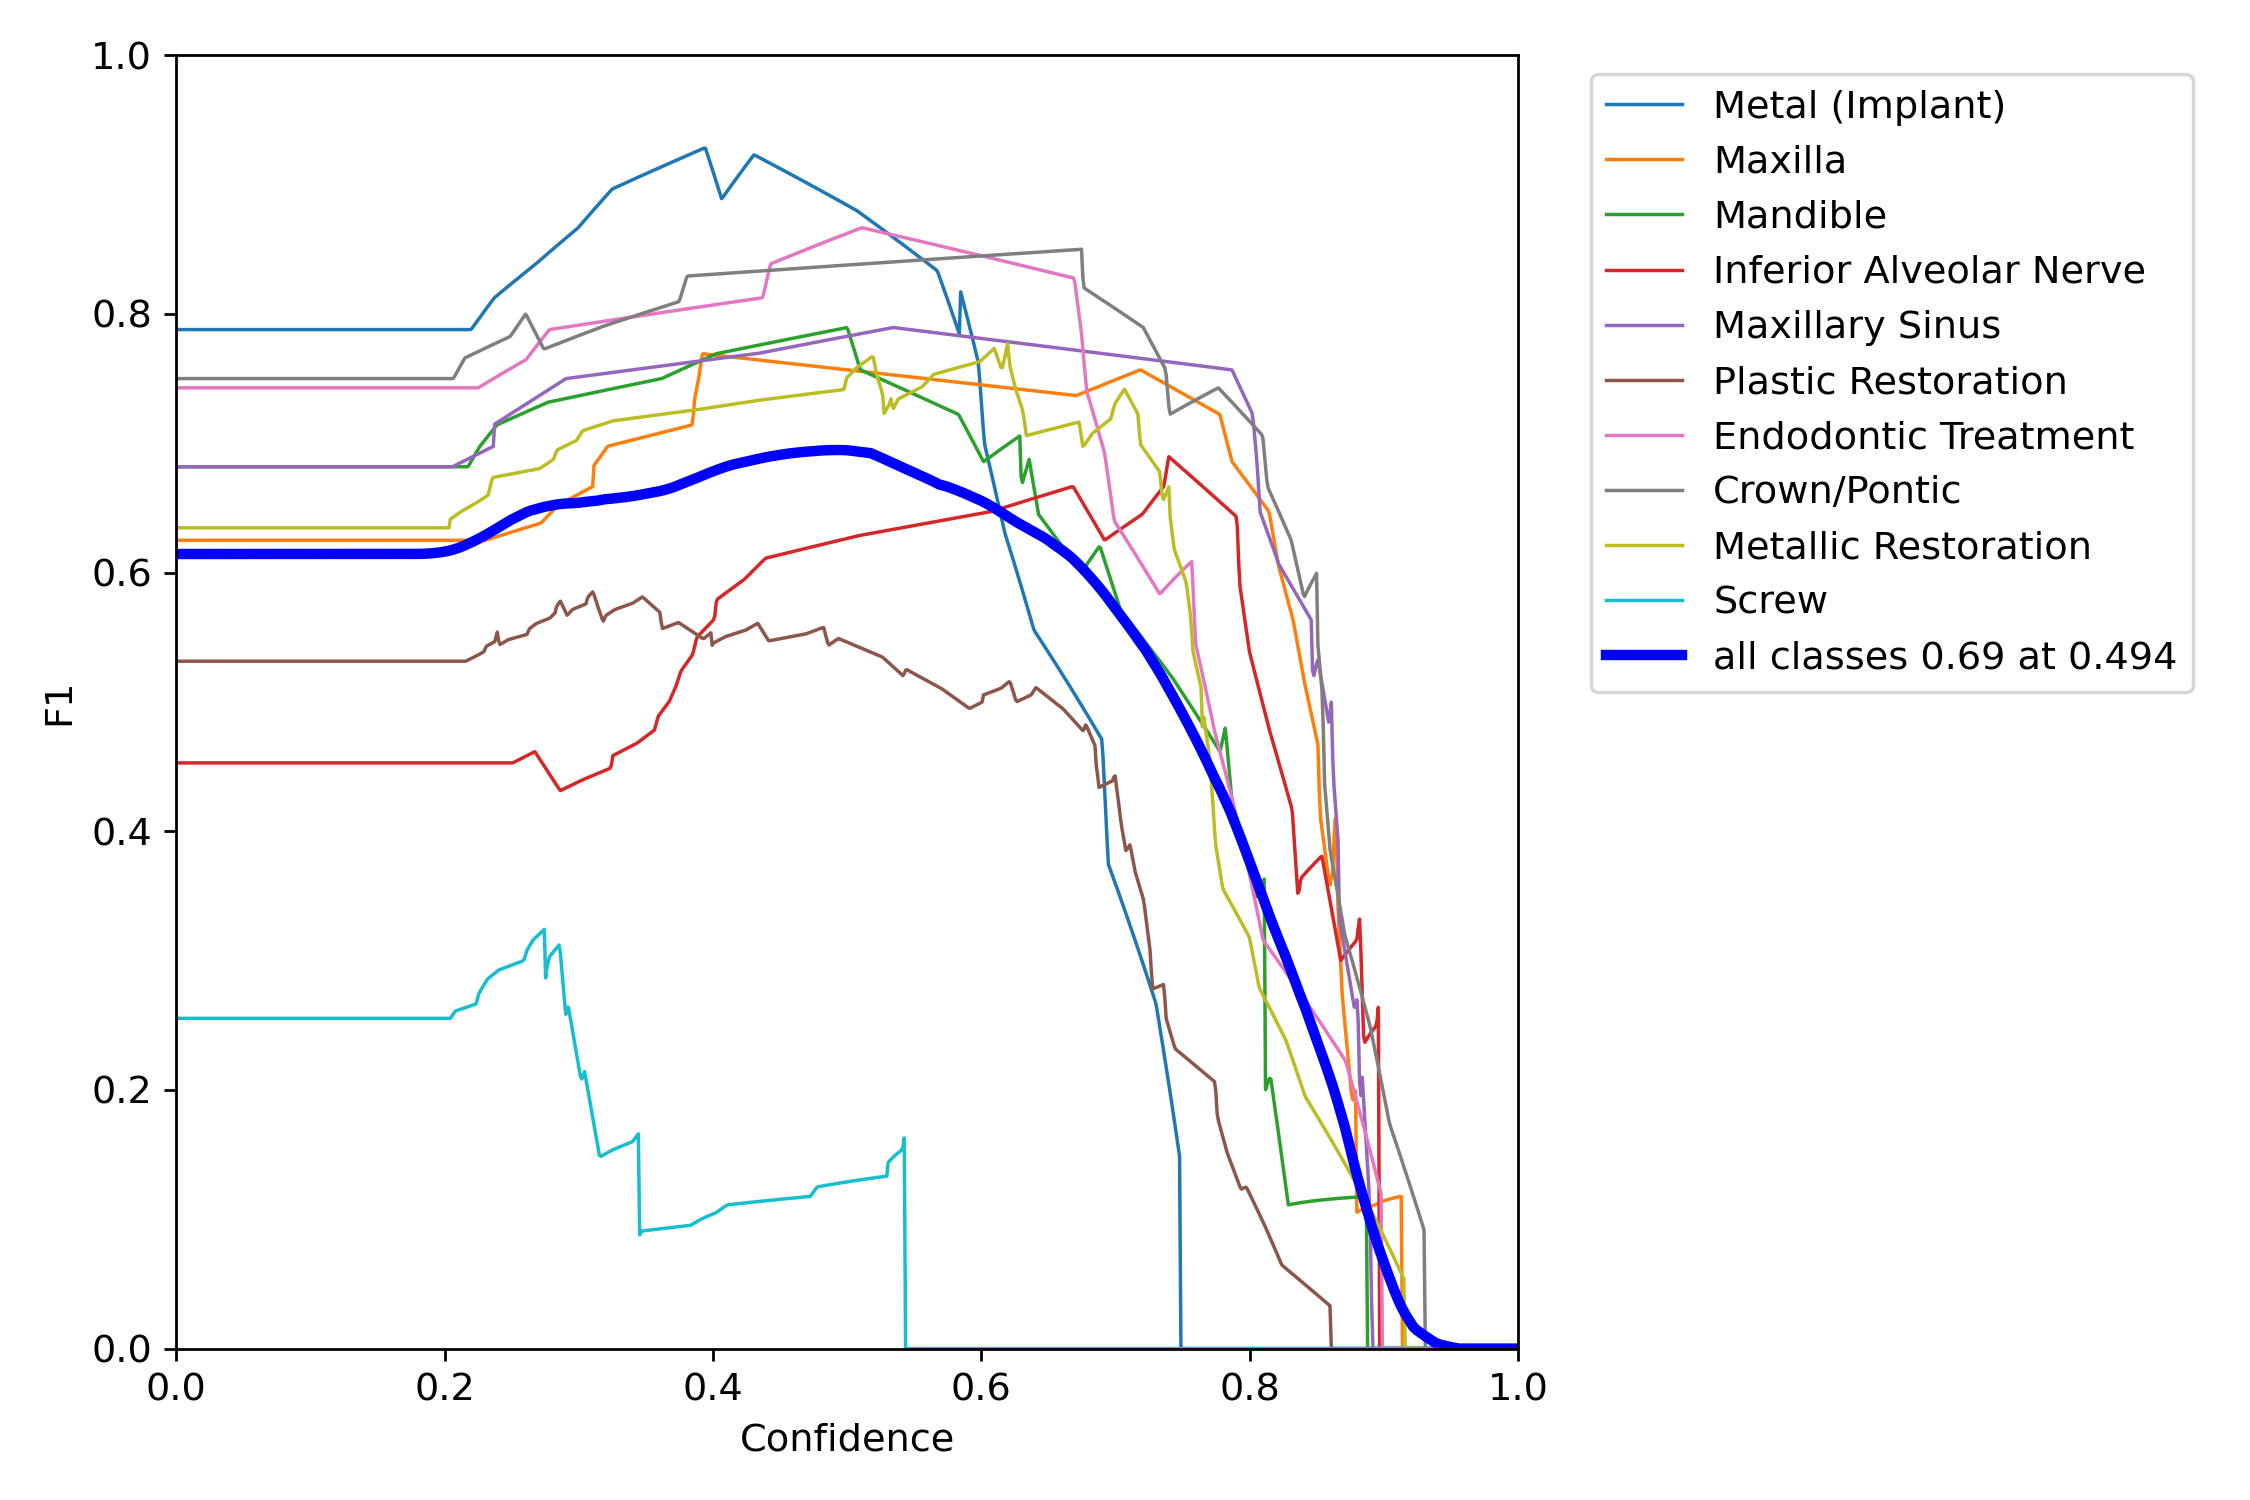 1.0
0.8
0.6
0.4
0.2
0.0
F1
0.0 0.2 0.4 0.6 0.8 1.0
Confidence
Metal (Implant)
Maxilla
Mandible
Inferior Alveolar Nerve
Maxillary Sinus
Plastic Restoration
Endodontic Treatment
Crown/Pontic
Metallic Restoration
Screw
all classes 0.69 at 0.494